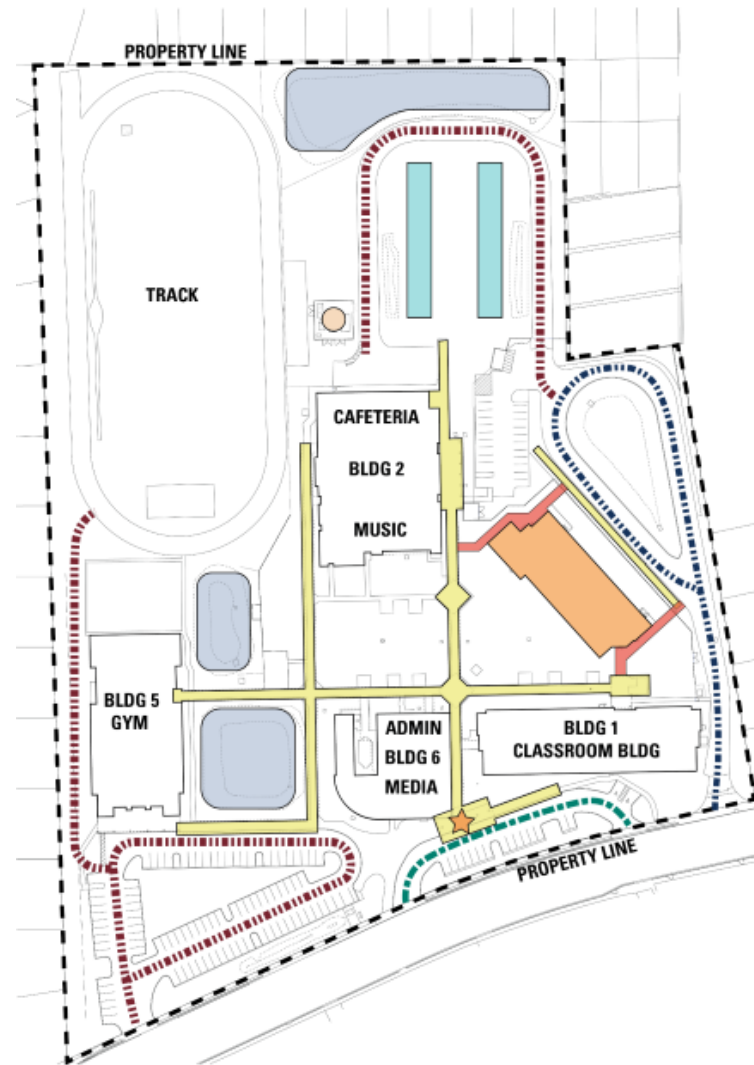 PROPERTY LINE
TRACK
CAFETERIA
BLDG 2
MUSIC
BLDG 5
GYM
ADMIN
BLDG 6
MEDIA
BLDG 1
CLASSROOM BLDG
PROPERTY LINE